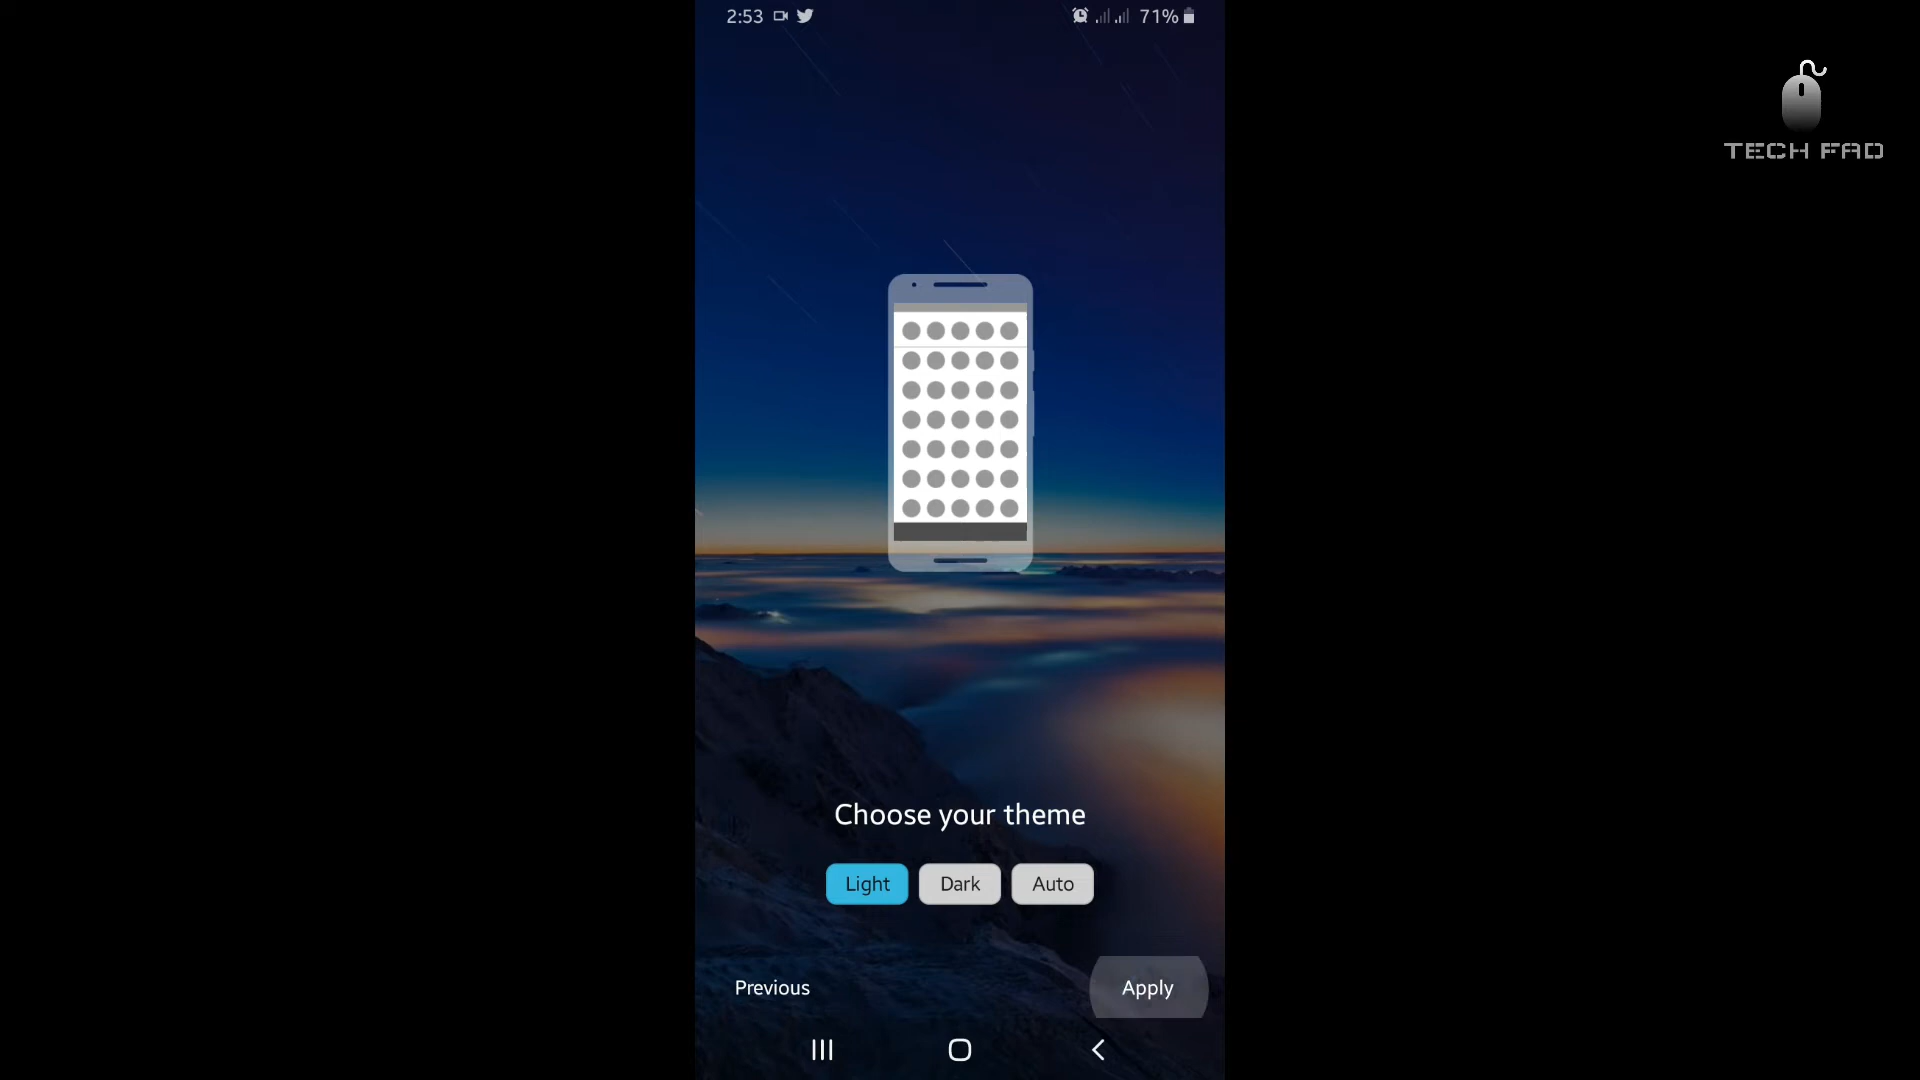 2:53
71%
TECH FAD
Choose your theme
Light Dark Auto
Previous
Apply